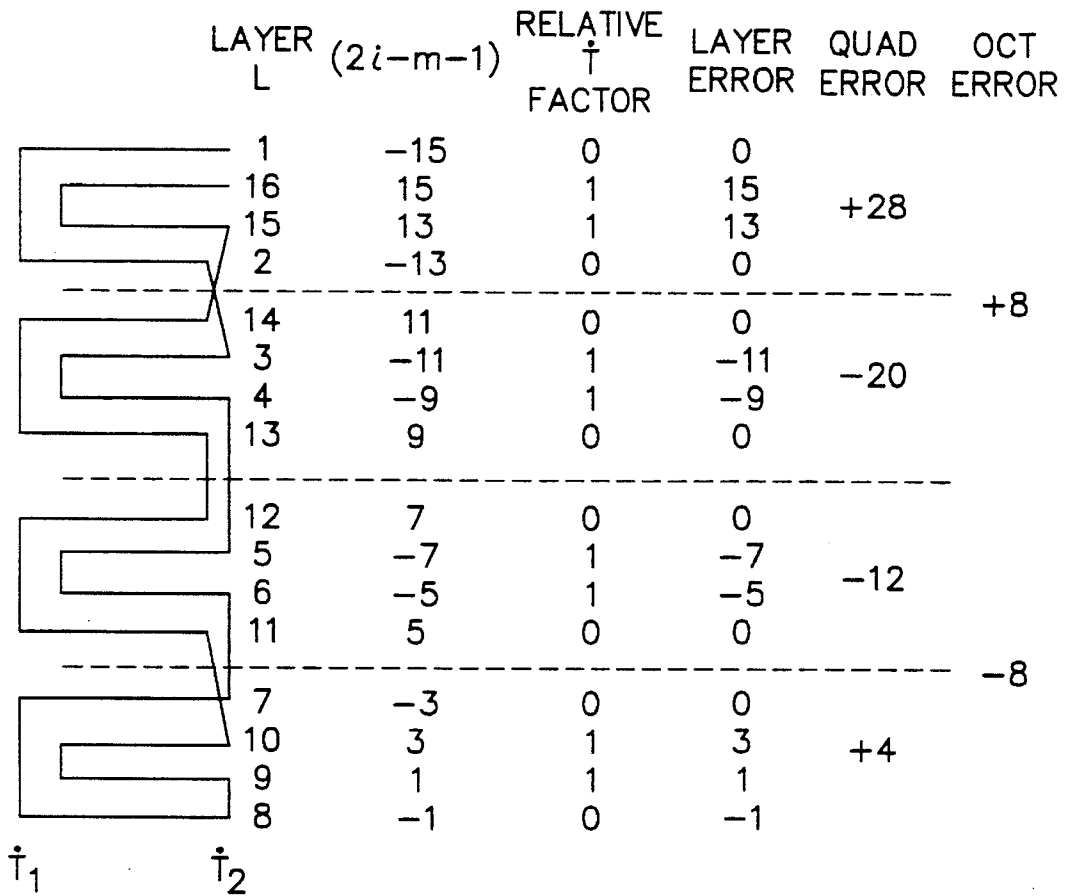 LAYER L (2i-m-1) RELATIVE Ṫ FACTOR LAYER ERROR QUAD ERROR OCT ERROR
1 -15 0 0
16 15 1 15
+28
15 13 1 13
2 -13 0 0
+8
14 11 0 0
3 -11 1 -11
-20
4 -9 1 -9
13 9 0 0
12 7 0 0
5 -7 1 -7
-12
6 -5 1 -5
11 5 0 0
-8
7 -3 0 0
10 3 1 3
+4
9 1 1 1
8 -1 0 -1
Ṫ1 Ṫ2